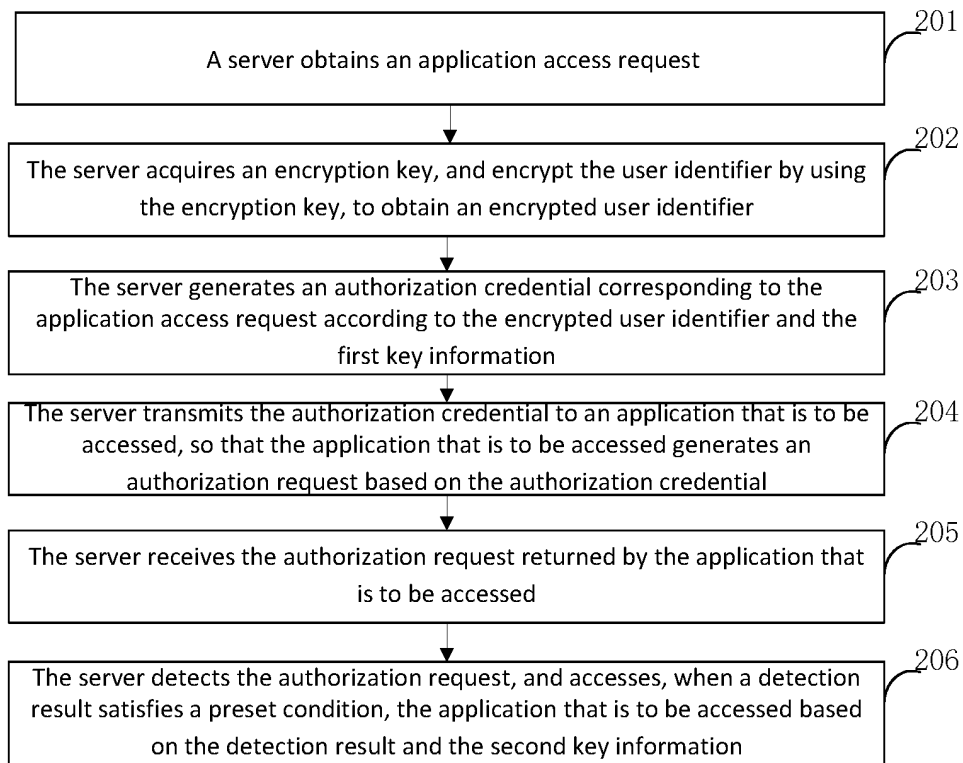 201
A server obtains an application access request
202
The server acquires an encryption key, and encrypt the user identifier by using
the encryption key, to obtain an encrypted user identifier
203
The server generates an authorization credential corresponding to the
application access request according to the encrypted user identifier and the
first key information
204
The server transmits the authorization credential to an application that is to be
accessed, so that the application that is to be accessed generates an
authorization request based on the authorization credential
205
The server receives the authorization request returned by the application that
is to be accessed
206
The server detects the authorization request, and accesses, when a detection
result satisfies a preset condition, the application that is to be accessed based
on the detection result and the second key information